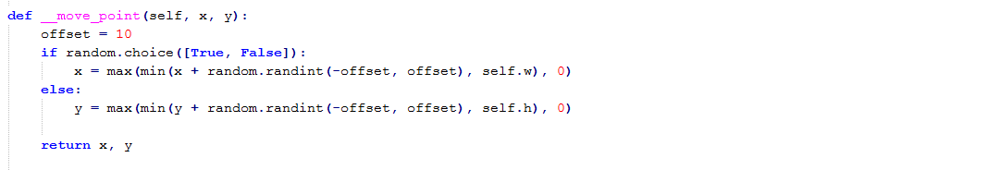 def __move_point(self, x, y):
    offset = 10
    if random.choice([True, False]):
        x = max(min(x + random.randint(-offset, offset), self.w), 0)
    else:
        y = max(min(y + random.randint(-offset, offset), self.h), 0)
    return x, y